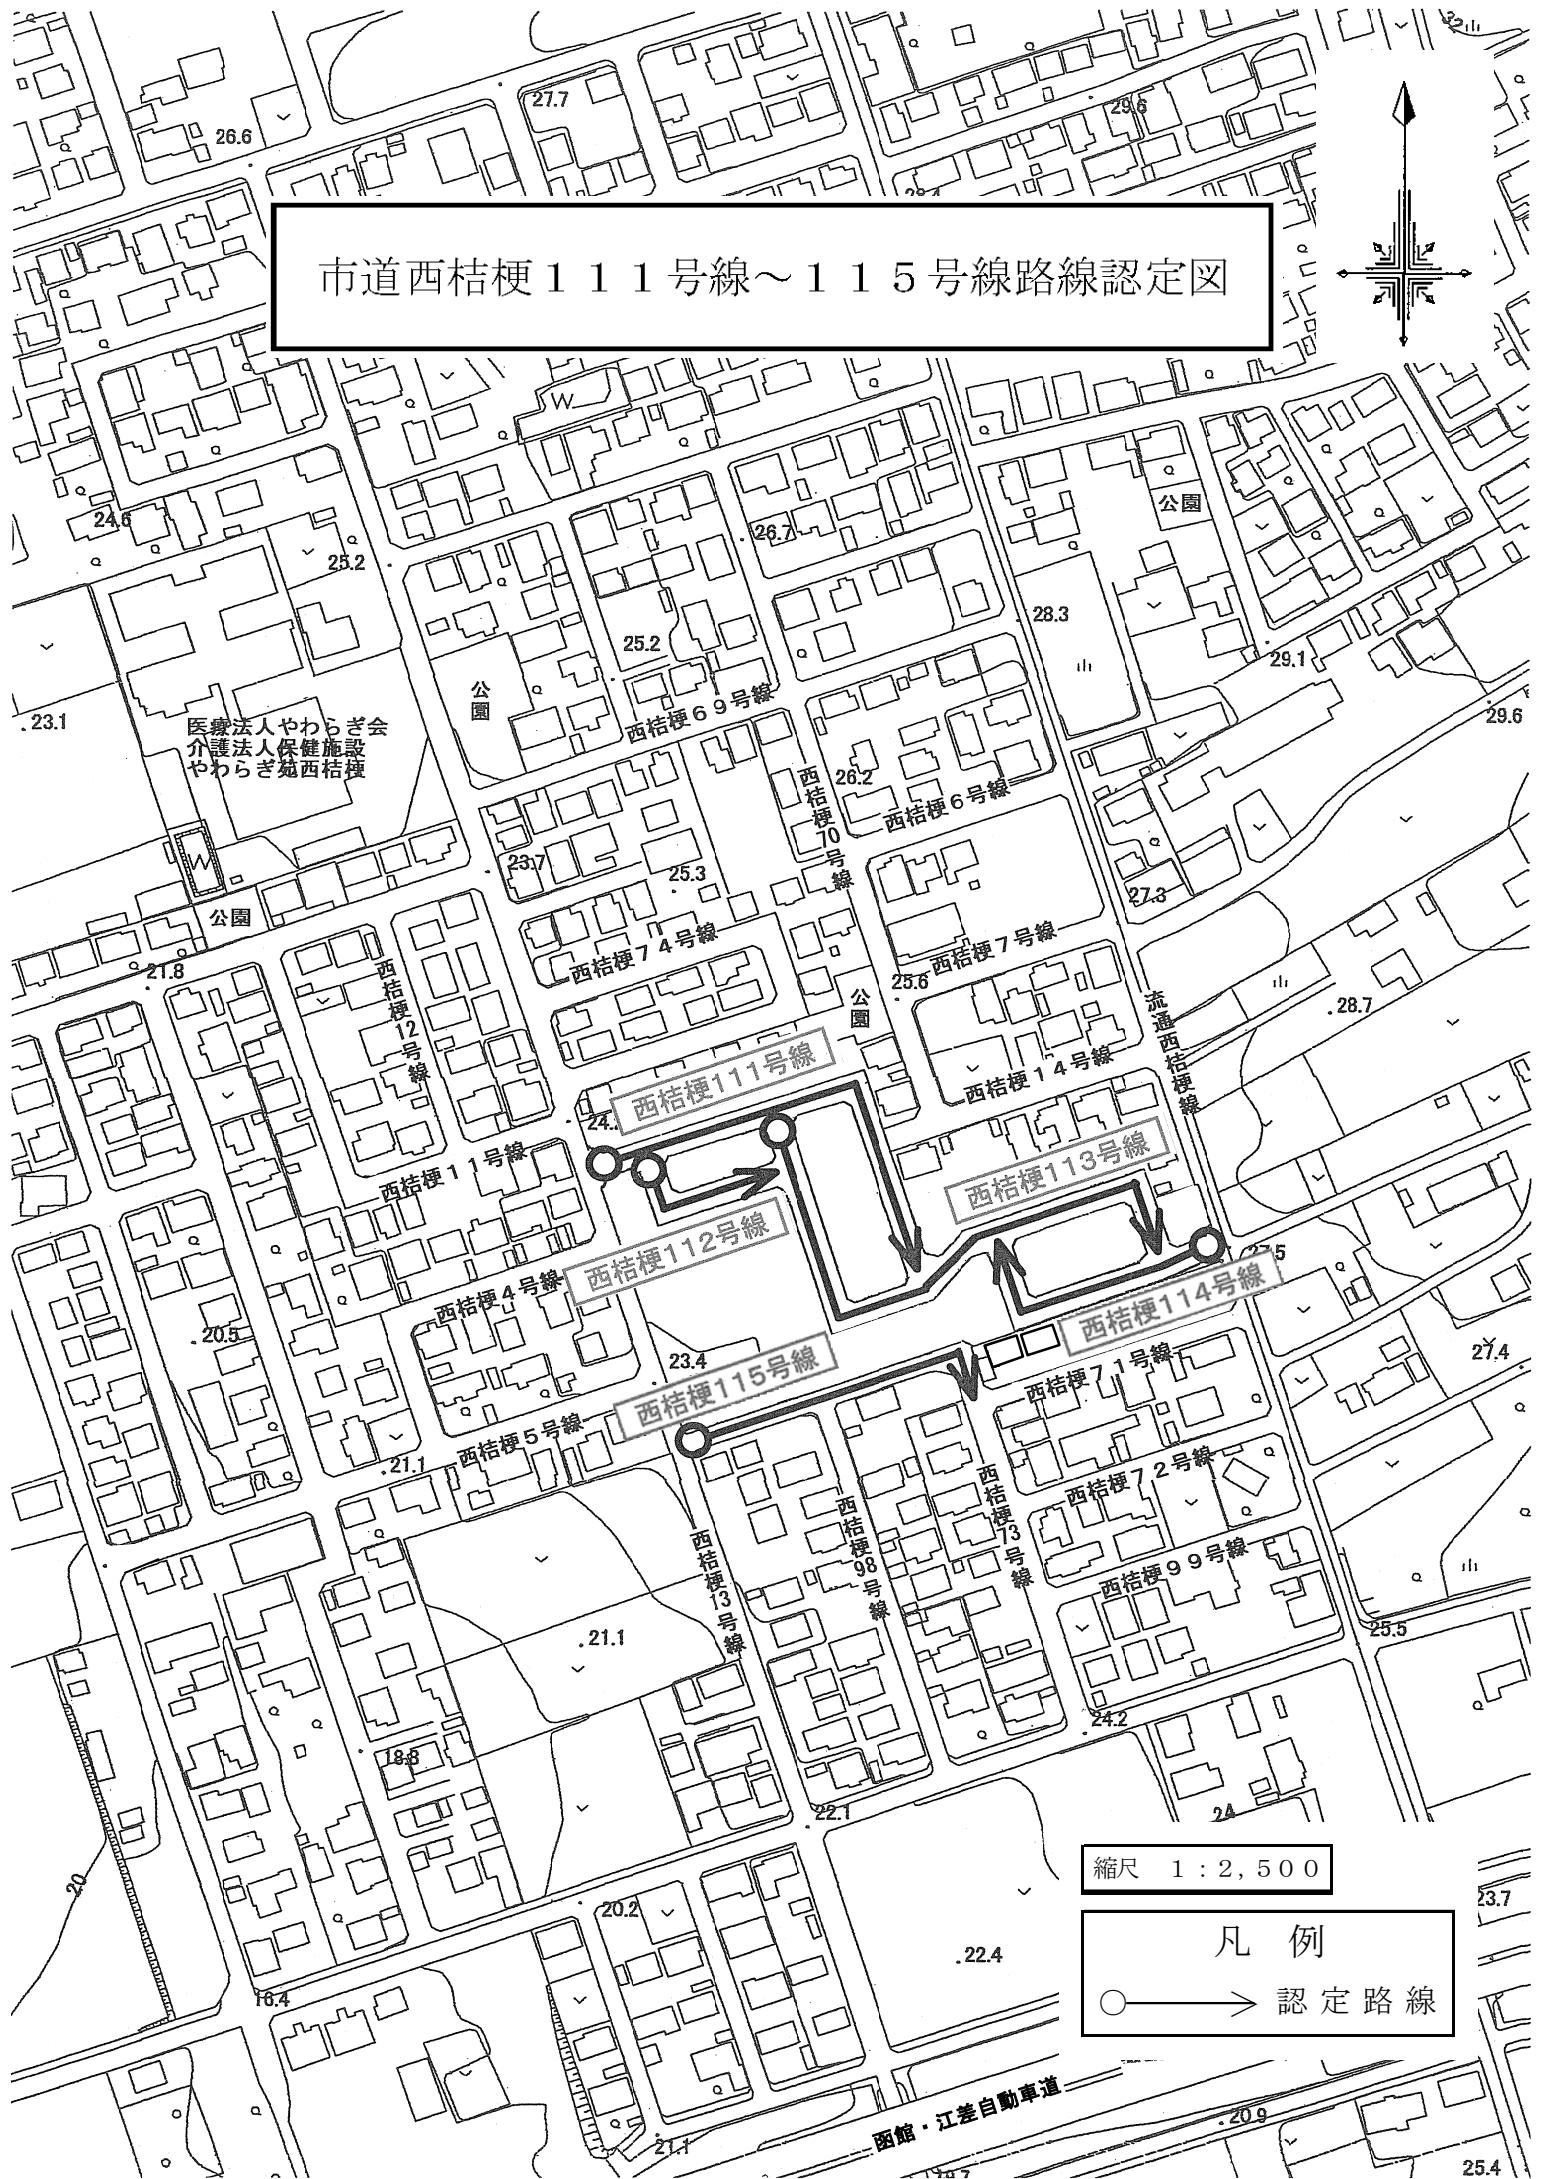 27.7
29.6
26.6
市道西桔梗１１１号線～１１５号線路線認定図
W
公園
24.6
26.7
25.2
28.3
25.2
29.1
公園
西桔梗６９号線
29.6
23.1
医療法人やわらぎ会
介護法人保健施設
やわらぎ苑西桔梗
西桔梗70号線
26.2
西桔梗６号線
W
23.7
25.3
27.3
公園
西桔梗７４号線
西桔梗７号線
21.8
西桔梗12号線
25.6
公園
流通西桔梗線
28.7
西桔梗１４号線
西桔梗111号線
西桔梗１１号線
西桔梗113号線
西桔梗112号線
27.5
西桔梗４号線
西桔梗114号線
20.5
23.4
27.4
西桔梗115号線
西桔梗７１号線
西桔梗５号線
21.1
西桔梗７２号線
西桔梗13号線
西桔梗98号線
西桔梗73号線
西桔梗９９号線
21.1
25.5
24.2
18.8
22.1
24
縮尺　１：２,５００
20
20.2
23.7
凡　例
22.4
認定路線
16.4
函館・江差自動車道
20.9
21.1
25.4